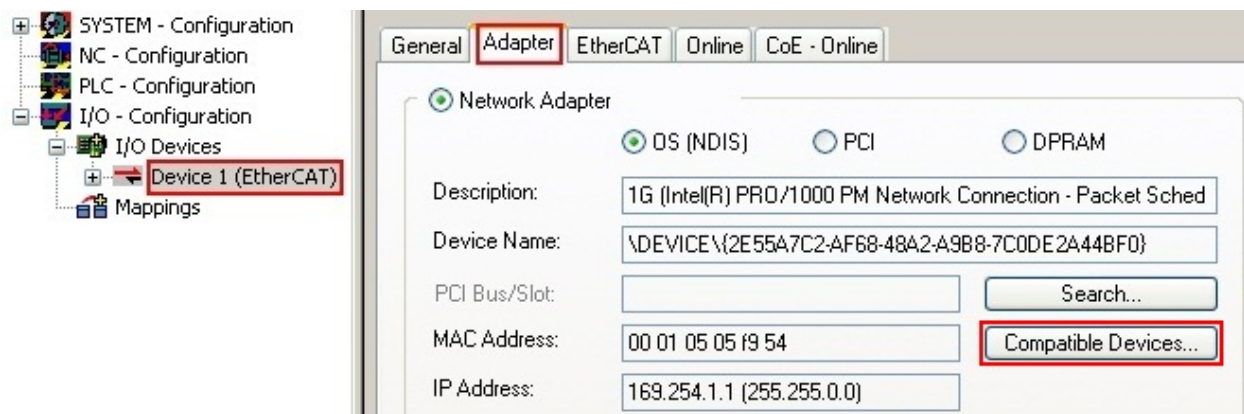 SYSTEM - Configuration
NC - Configuration
PLC - Configuration
I/O - Configuration
I/O Devices
Device 1 (EtherCAT)
Mappings
General Adapter EtherCAT Online CoE - Online
Network Adapter
OS (NDIS) PCI DPRAM
Description: 1G (Intel(R) PRO/1000 PM Network Connection - Packet Sched
Device Name: \DEVICE\{2E55A7C2-AF68-48A2-A9B8-7C0DE2A44BF0}
PCI Bus/Slot: Search...
MAC Address: 00 01 05 05 f9 54 Compatible Devices...
IP Address: 169.254.1.1 (255.255.0.0)